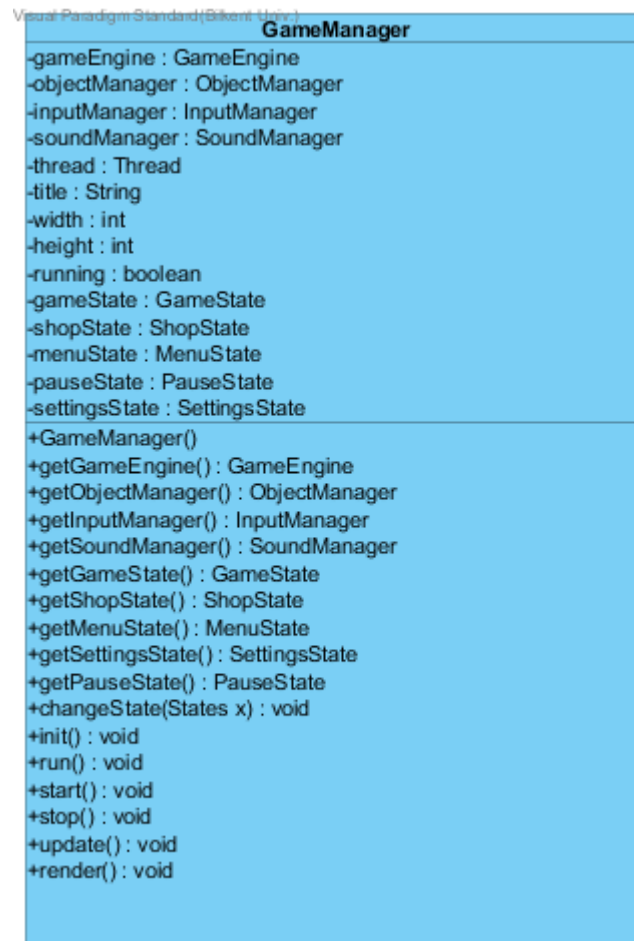 Visual Paradigm Standard(Bilkent Univ.)
GameManager
-gameEngine : GameEngine
-objectManager : ObjectManager
-inputManager : InputManager
-soundManager : SoundManager
-thread : Thread
-title : String
-width : int
-height : int
-running : boolean
-gameState : GameState
-shopState : ShopState
-menuState : MenuState
-pauseState : PauseState
-settingsState : SettingsState
+GameManager()
+getGameEngine() : GameEngine
+getObjectManager() : ObjectManager
+getInputManager() : InputManager
+getSoundManager() : SoundManager
+getGameState() : GameState
+getShopState() : ShopState
+getMenuState() : MenuState
+getSettingsState() : SettingsState
+getPauseState() : PauseState
+changeState(States x) : void
+init() : void
+run() : void
+start() : void
+stop() : void
+update() : void
+render() : void